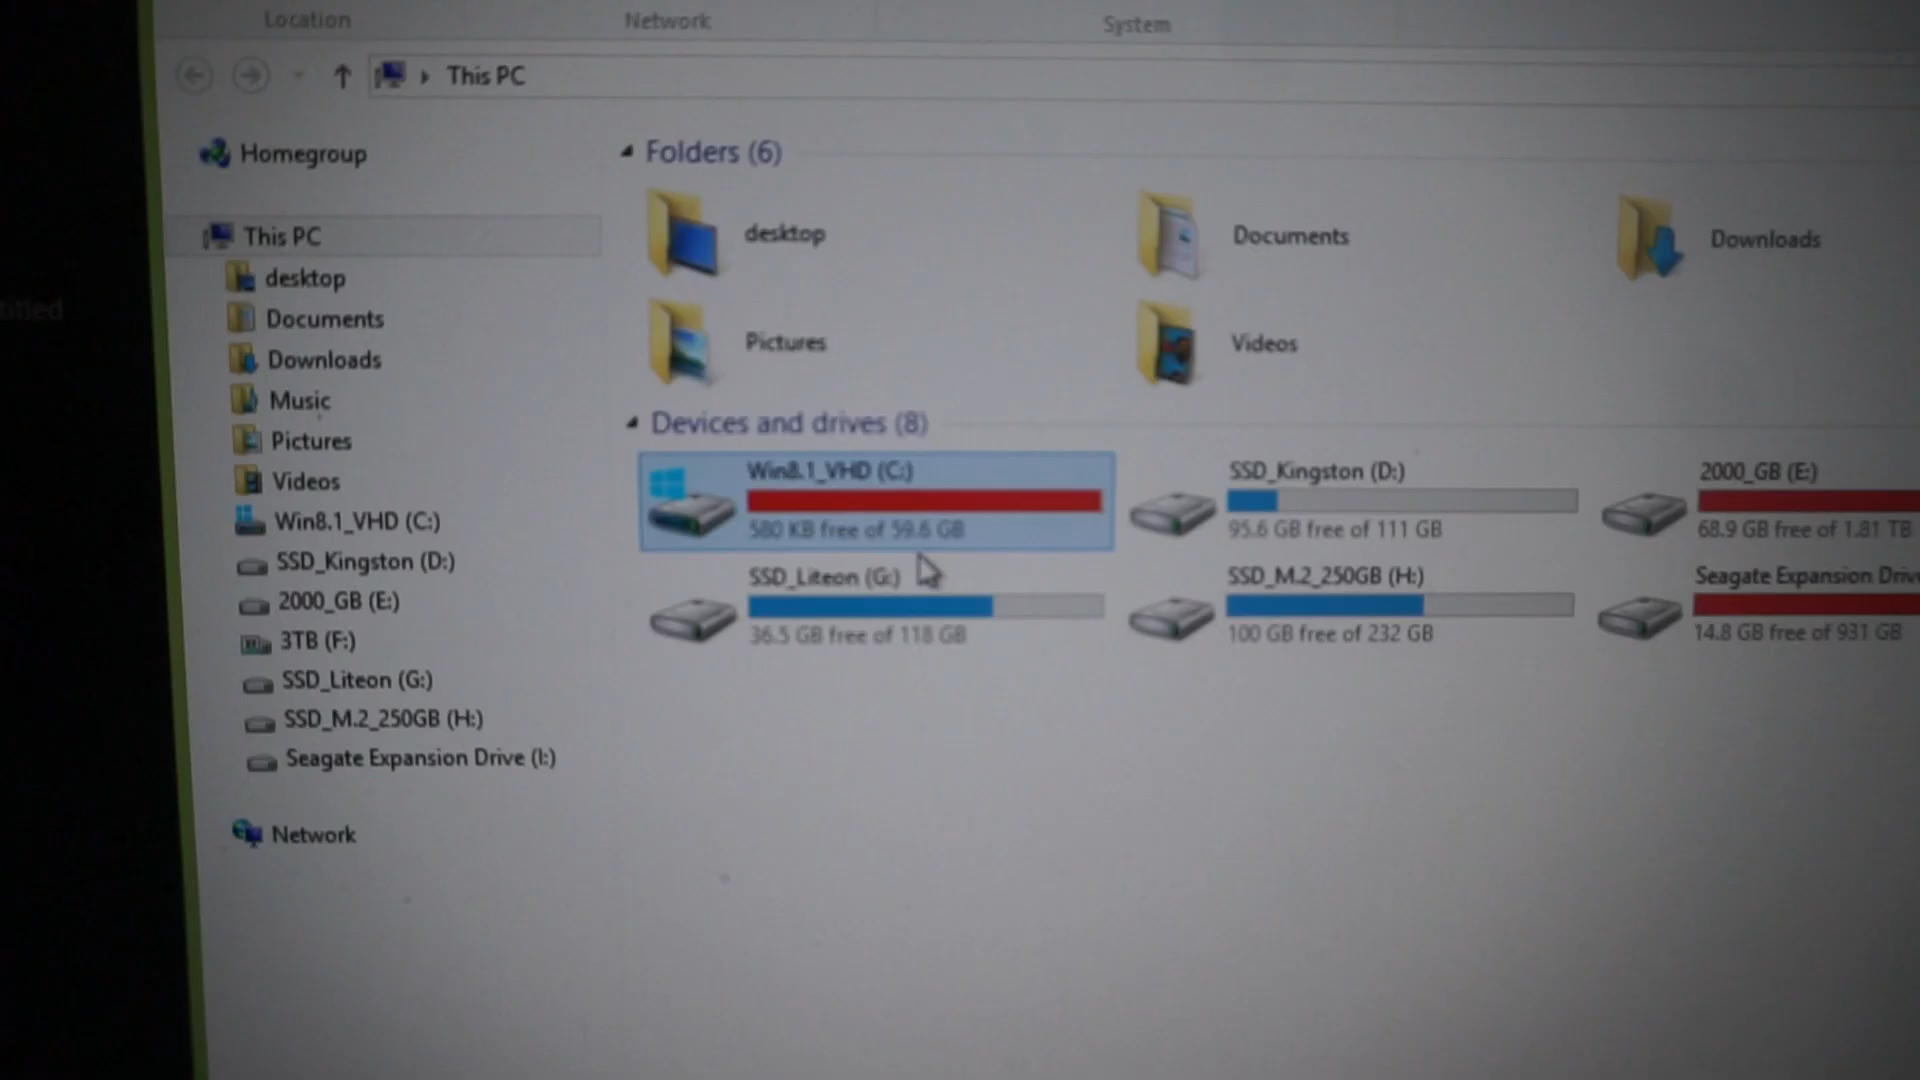 Location
Network
System
This PC
Homegroup
This PC
desktop
Documents
Downloads
Music
Pictures
Videos
Win8.1_VHD (C:)
SSD_Kingston (D:)
2000_GB (E:)
3TB (F:)
SSD_Liteon (G:)
SSD_M.2_250GB (H:)
Seagate Expansion Drive (I:)
Network
Folders (6)
desktop
Documents
Downloads
Pictures
Videos
Devices and drives (8)
Win8.1_VHD (C:)
580 KB free of 59.6 GB
SSD_Kingston (D:)
95.6 GB free of 111 GB
2000_GB (E:)
68.9 GB free of 1.81 TB
SSD_Liteon (G:)
36.5 GB free of 118 GB
SSD_M.2_250GB (H:)
100 GB free of 232 GB
Seagate Expansion Drive
14.8 GB free of 931 GB